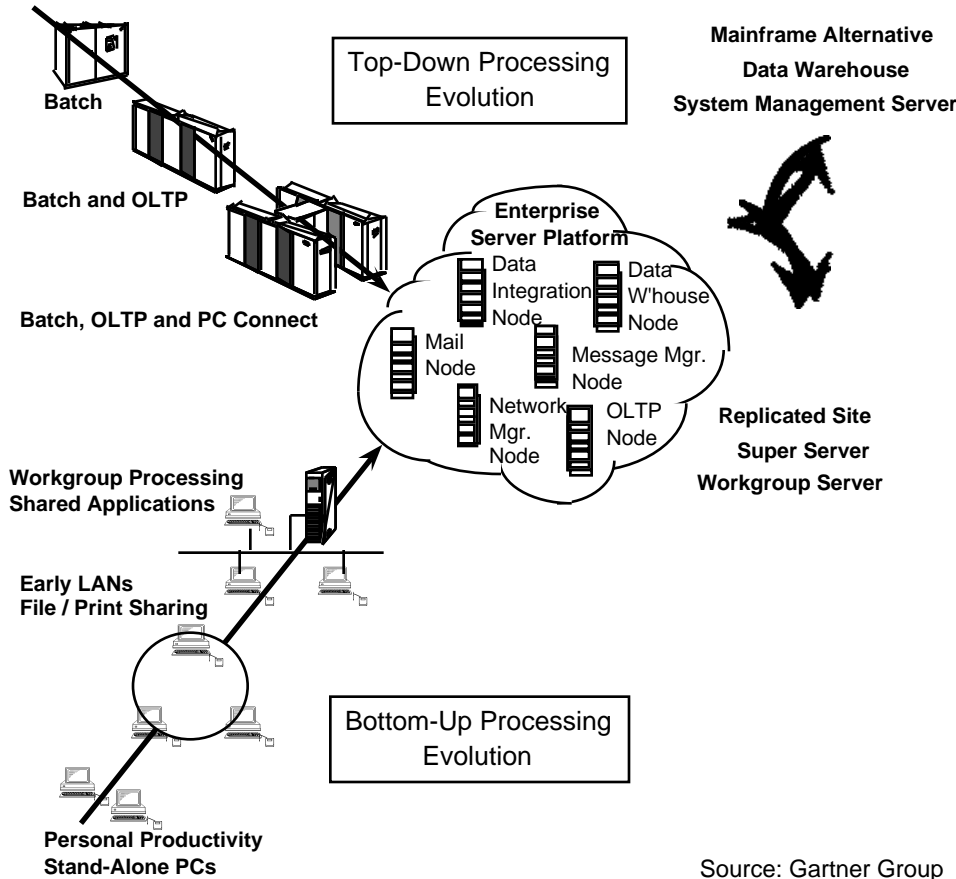 Top-Down Processing
Evolution
Mainframe Alternative
Data Warehouse
System Management Server
Batch
Batch and OLTP
Batch, OLTP and PC Connect
Enterprise
Server Platform
Data
Integration
Node
Data
W'house
Node
Mail
Node
Message Mgr.
Node
Network
Mgr.
Node
OLTP
Node
Replicated Site
Super Server
Workgroup Server
Workgroup Processing
Shared Applications
Early LANs
File / Print Sharing
Bottom-Up Processing
Evolution
Personal Productivity
Stand-Alone PCs
Source: Gartner Group